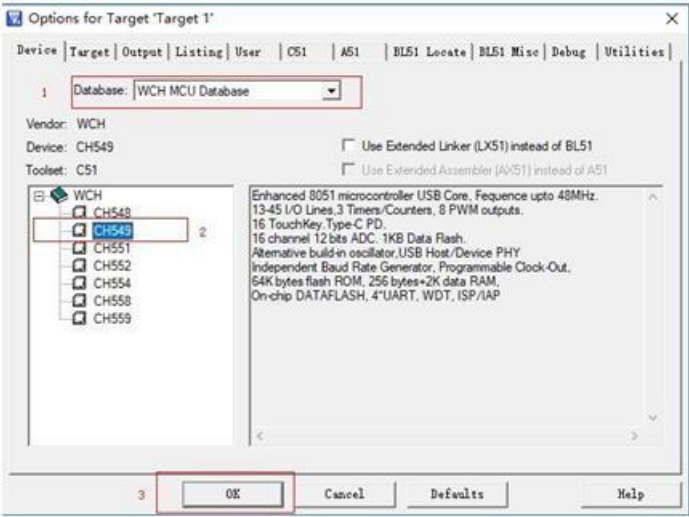 Options for Target 'Target 1'
Device Target Output Listing User C51 A51 BL51 Locate BL51 Misc Debug Utilities
1 Database: WCH MCU Database
Vendor: WCH
Device: CH549
Use Extended Linker (LX51) instead of BL51
Toolset: C51
Use Extended Assembler (AX51) instead of A51
WCH
CH548
CH549 2
CH551
CH552
CH554
CH558
CH559
Enhanced 8051 microcontroller USB Core, Fequence upto 48MHz.
13-45 I/O Lines,3 Timers/Counters, 8 PWM outputs.
16 TouchKey.Type-C PD.
16 channel 12 bits ADC. 1KB Data Rash.
Alternative build-in oscillator,USB Host/Device PHY
Independent Baud Rate Generator, Programmable Clock-Out,
64K bytes flash ROM, 256 bytes+2K data RAM,
On-chip DATAFLASH, 4*UART, WDT, ISP/IAP
3 OK Cancel Defaults Help